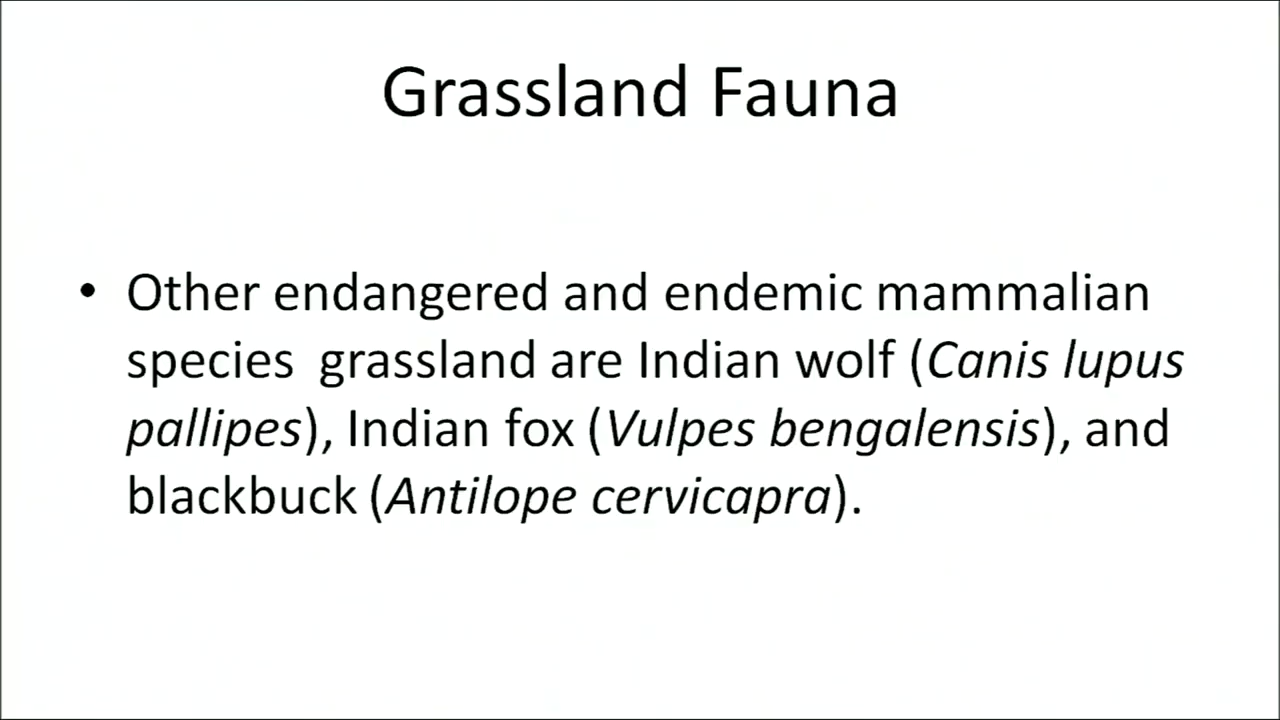 Grassland Fauna
• Other endangered and endemic mammalian
species  grassland are Indian wolf (Canis lupus
pallipes), Indian fox (Vulpes bengalensis), and
blackbuck (Antilope cervicapra).